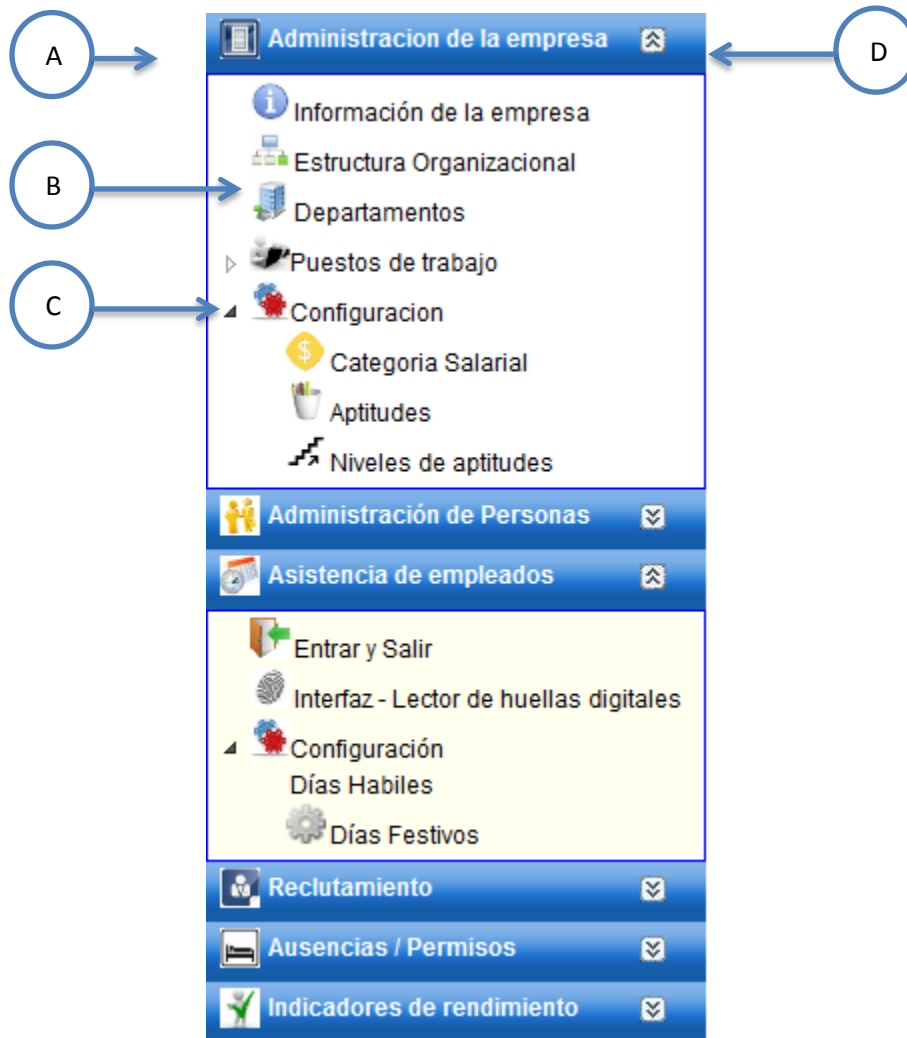 A
Administracion de la empresa
D
Información de la empresa
Estructura Organizacional
B
Departamentos
Puestos de trabajo
C
Configuracion
$
Categoria Salarial
Aptitudes
Niveles de aptitudes
Administración de Personas
Asistencia de empleados
Entrar y Salir
Interfaz - Lector de huellas digitales
Configuración
Días Habiles
Días Festivos
Reclutamiento
Ausencias / Permisos
Indicadores de rendimiento